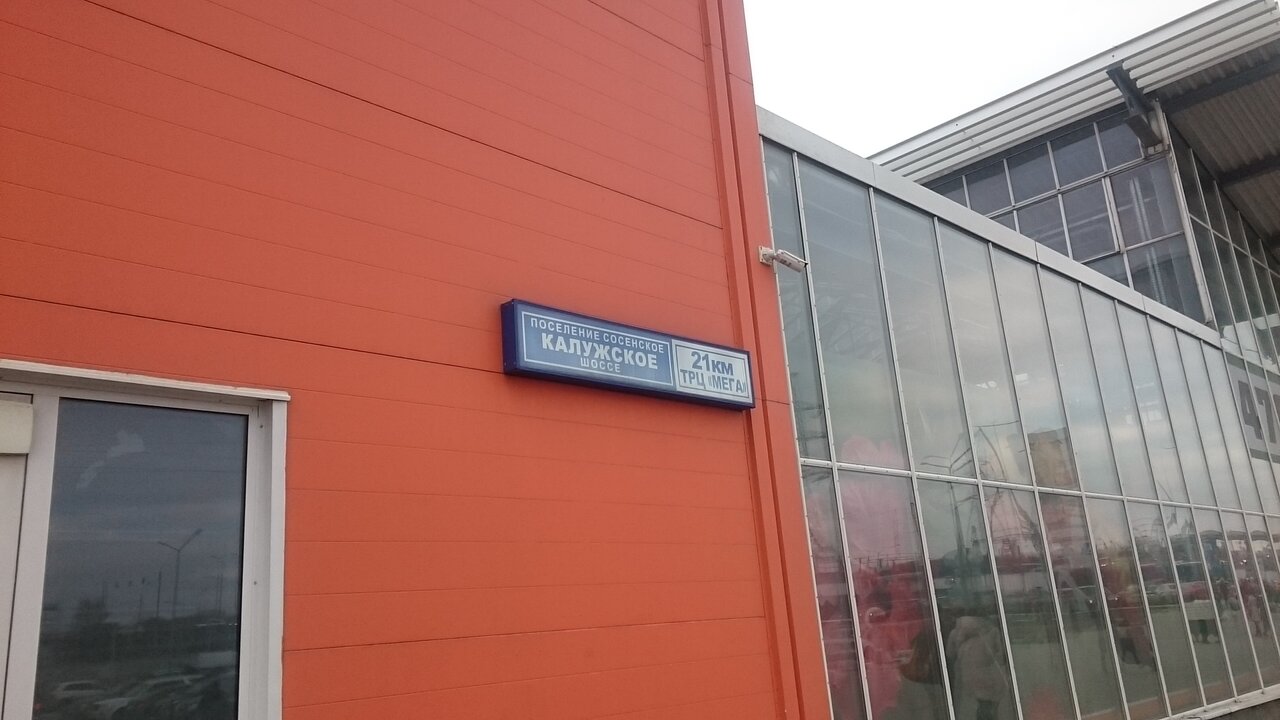 ПОСЕЛЕНИЕ СОСЕНСКОЕ
КАЛУЖСКОЕ
ШОССЕ
21КМ
ТРЦ «МЕГА»